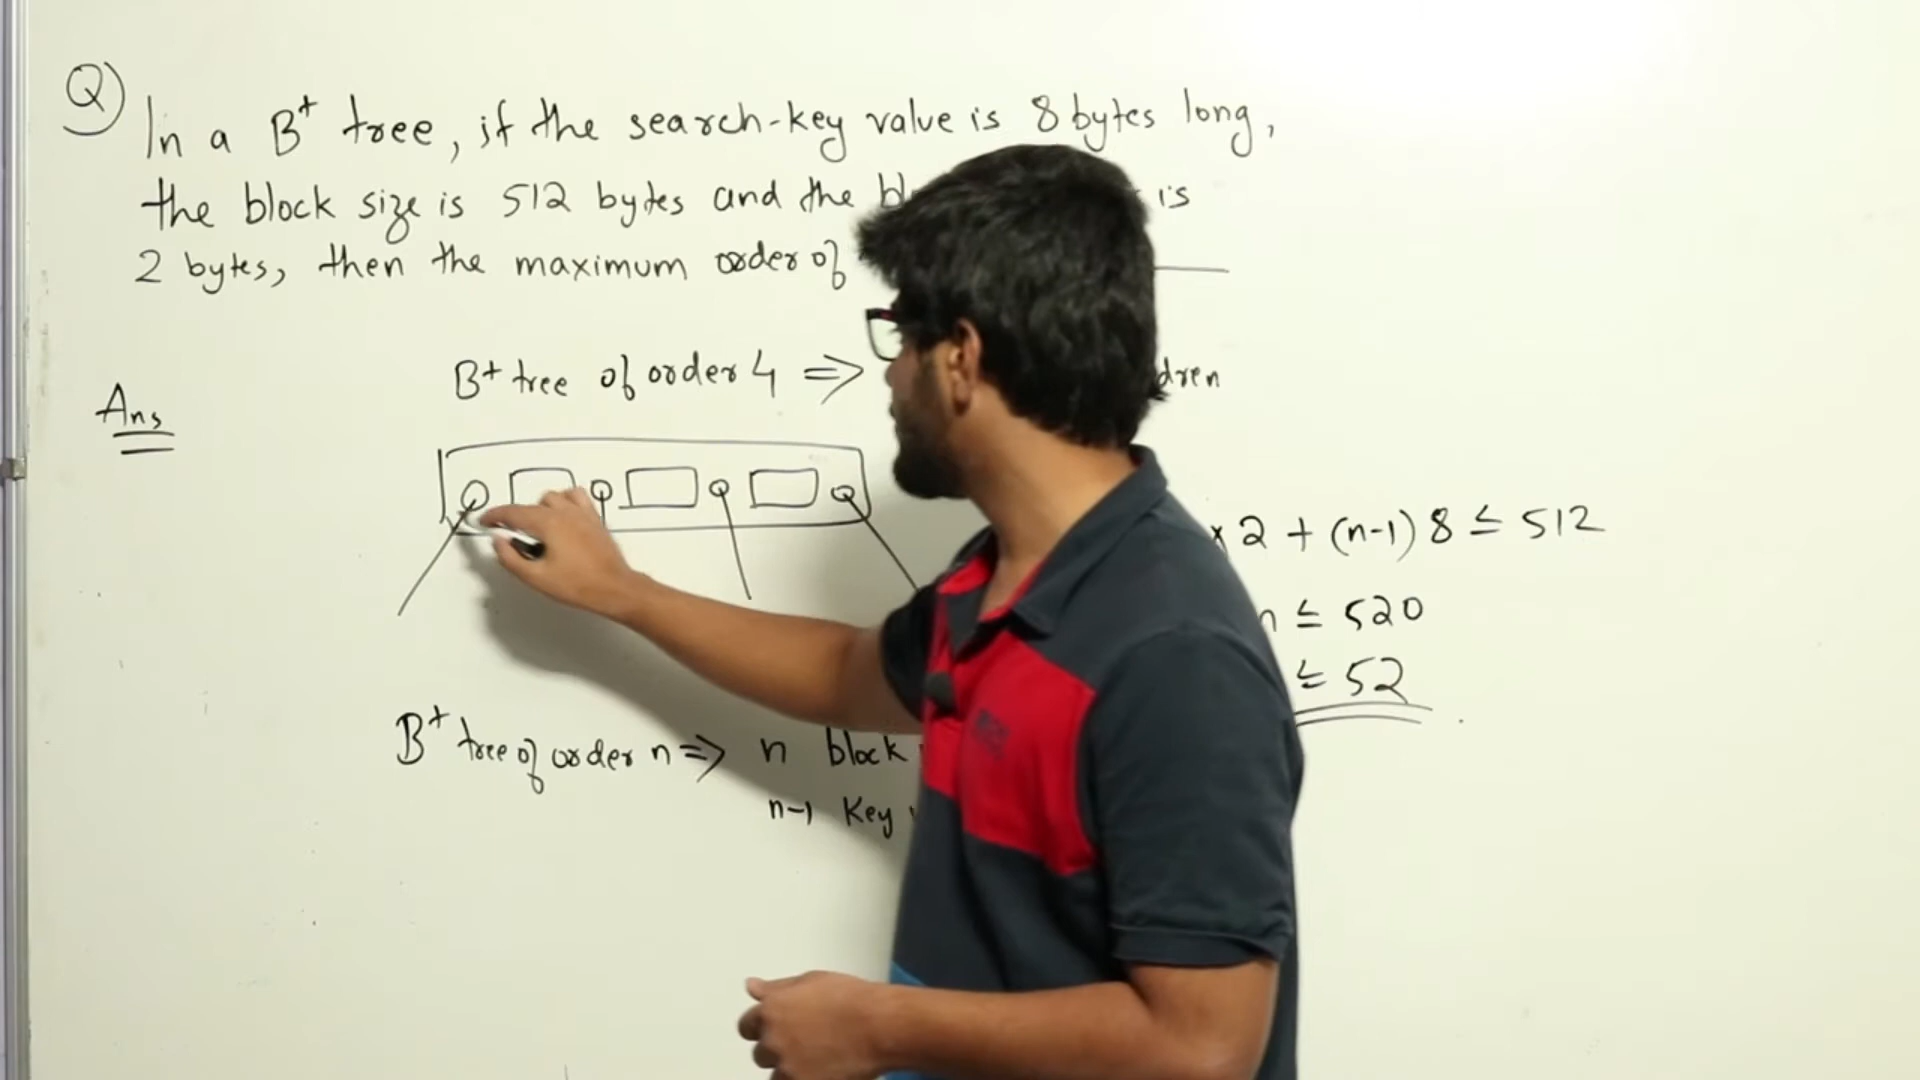 Q)
In a B+ tree, if the search-key value is 8 bytes long,
the block size is 512 bytes and the is
2 bytes, then the maximum order of
Ans
B+ tree of order 4 =>
x 2 + (n-1) 8 ≤ 512
n ≤ 520
≤ 52
B+ tree of order n => n block
n-1 Key